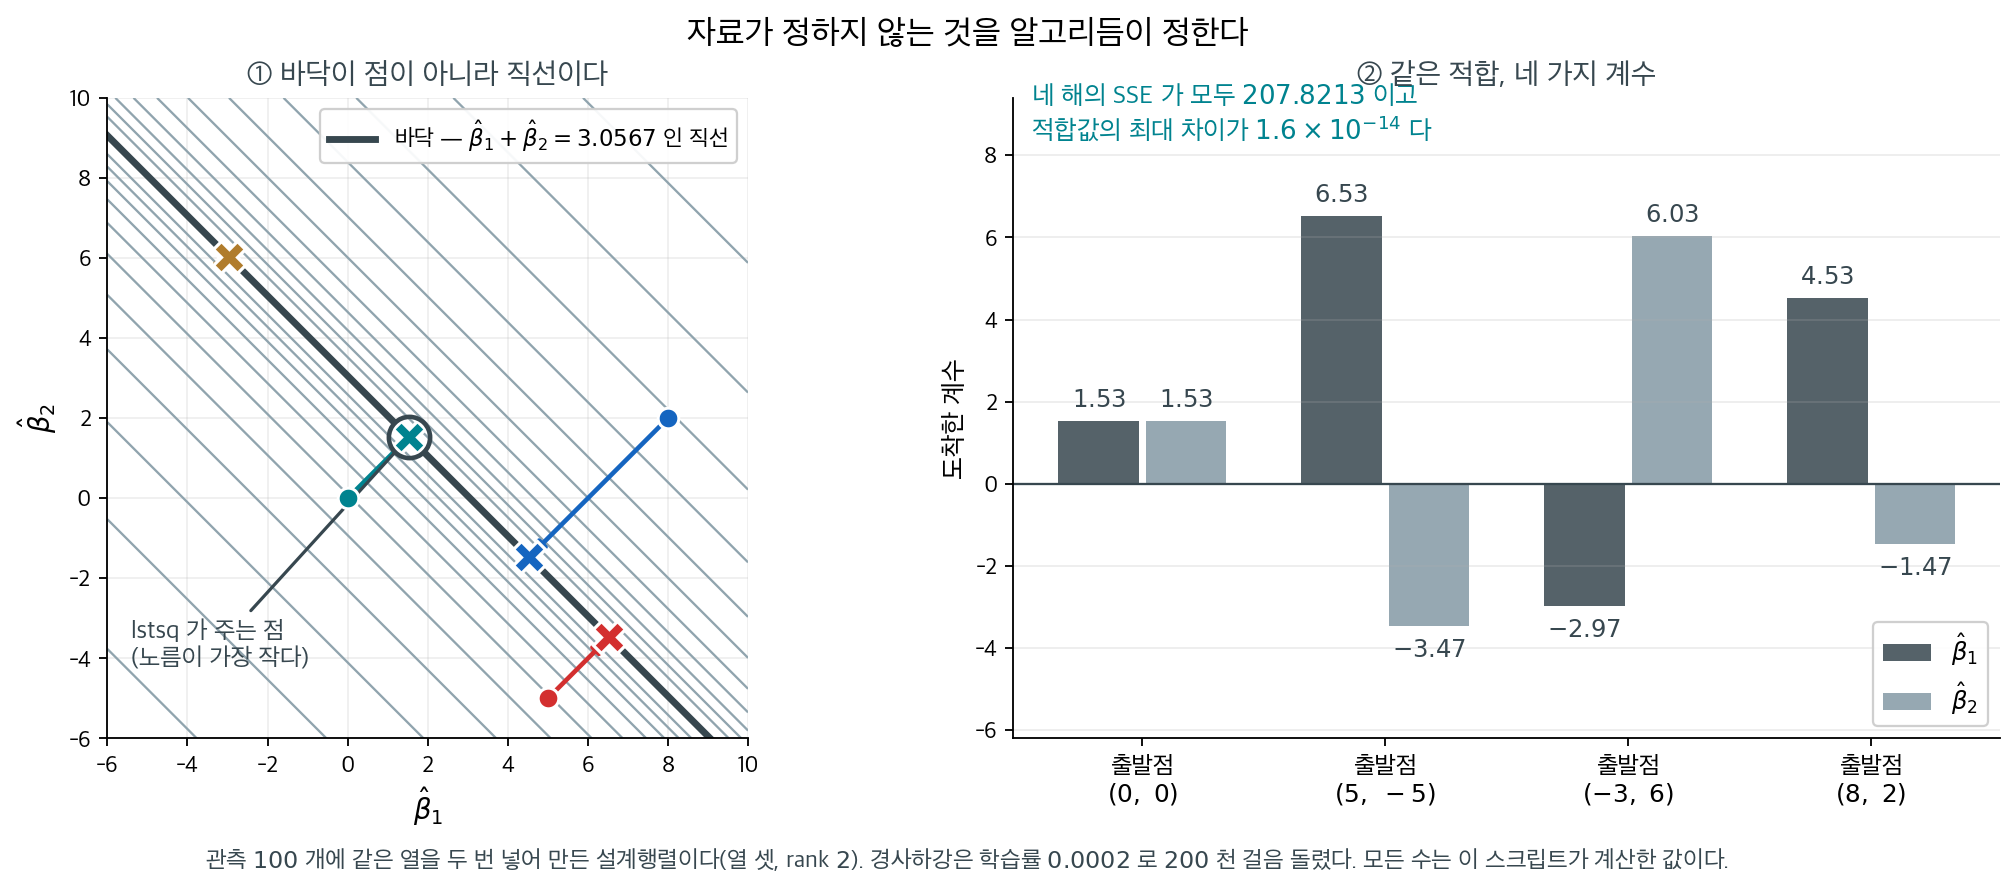 자료가 정하지 않는 것을 알고리듬이 정한다
① 바닥이 점이 아니라 직선이다
바닥 — β̂₁ + β̂₂ = 3.0567 인 직선
10
8
6
4
2
0
-2
-4
-6
β̂₂
lstsq 가 주는 점
(노름이 가장 작다)
-6 -4 -2 0 2 4 6 8 10
β̂₁
② 같은 적합, 네 가지 계수
네 해의 SSE 가 모두 207.8213 이고
적합값의 최대 차이가 1.6 × 10⁻¹⁴ 다
8
6
4
2
0
-2
-4
-6
도착한 계수
1.53 1.53
6.53
−3.47
−2.97
6.03
4.53
−1.47
β̂₁
β̂₂
출발점 출발점 출발점 출발점
(0, 0) (5, −5) (−3, 6) (8, 2)
관측 100 개에 같은 열을 두 번 넣어 만든 설계행렬이다(열 셋, rank 2). 경사하강은 학습률 0.0002 로 200 천 걸음 돌렸다. 모든 수는 이 스크립트가 계산한 값이다.